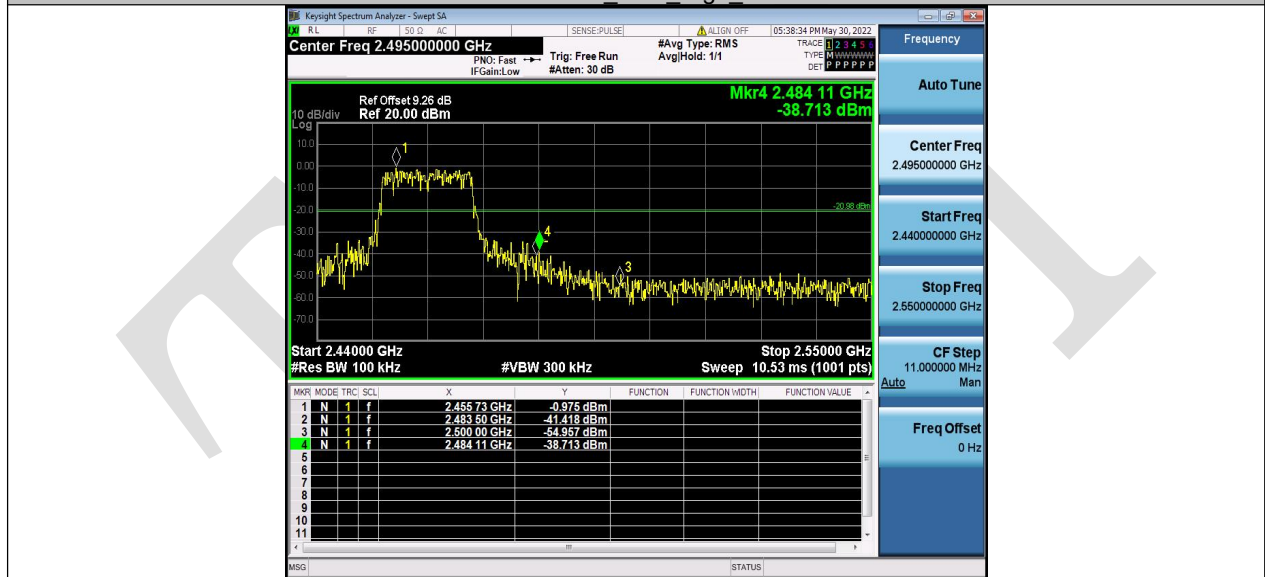 Keysight Spectrum Analyzer - Swept SA
RL RF 50 Ω AC SENSE:PULSE ALIGN OFF 05:38:34 PM May 30, 2022
Center Freq 2.495000000 GHz
PNO: Fast
IFGain:Low
Trig: Free Run
#Atten: 30 dB
#Avg Type: RMS
Avg|Hold: 1/1
TRACE 1 2 3 4 5 6
TYPE M WWWWW
DET P P P P P P
Frequency
Auto Tune
Center Freq
2.495000000 GHz
Start Freq
2.440000000 GHz
Stop Freq
2.550000000 GHz
CF Step
11.000000 MHz
Auto Man
Freq Offset
0 Hz
Mkr4 2.484 11 GHz
-38.713 dBm
Ref Offset 9.26 dB
10 dB/div Ref 20.00 dBm
Log
10.0
1
0.00
-10.0
-20.0
-20.98 dBm
-30.0
4
-40.0
-50.0
3
-60.0
-70.0
Start 2.44000 GHz Stop 2.55000 GHz
#Res BW 100 kHz #VBW 300 kHz Sweep 10.53 ms (1001 pts)
MKR MODE TRC SCL X Y FUNCTION FUNCTION WIDTH FUNCTION VALUE
1 N 1 f 2.455 73 GHz -0.975 dBm
2 N 1 f 2.483 50 GHz -41.418 dBm
3 N 1 f 2.500 00 GHz -54.957 dBm
4 N 1 f 2.484 11 GHz -38.713 dBm
5
6
7
8
9
10
11
MSG STATUS